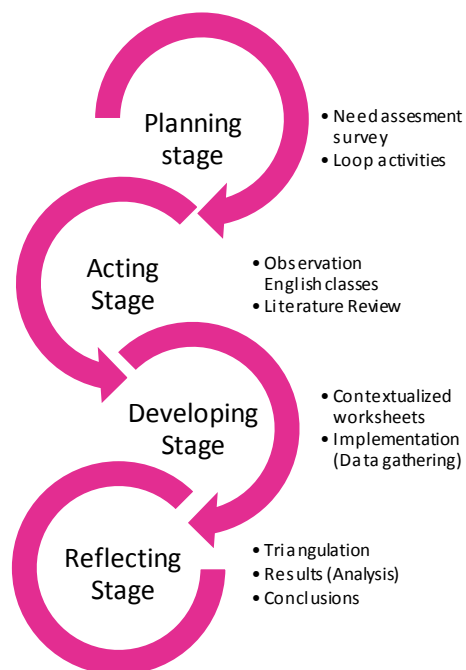 Planning
stage
• Need assesment
survey
• Loop activities
Acting
Stage
• Observation
English classes
• Literature Review
Developing
Stage
• Contextualized
worksheets
• Implementation
(Data gathering)
Reflecting
Stage
• Triangulation
• Results (Analysis)
• Conclusions